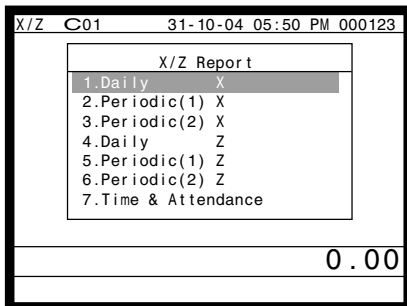 X/Z C01 31-10-04 05:50 PM 000123
X/Z Report
1.Daily X
2.Periodic(1) X
3.Periodic(2) X
4.Daily Z
5.Periodic(1) Z
6.Periodic(2) Z
7.Time & Attendance
0.00